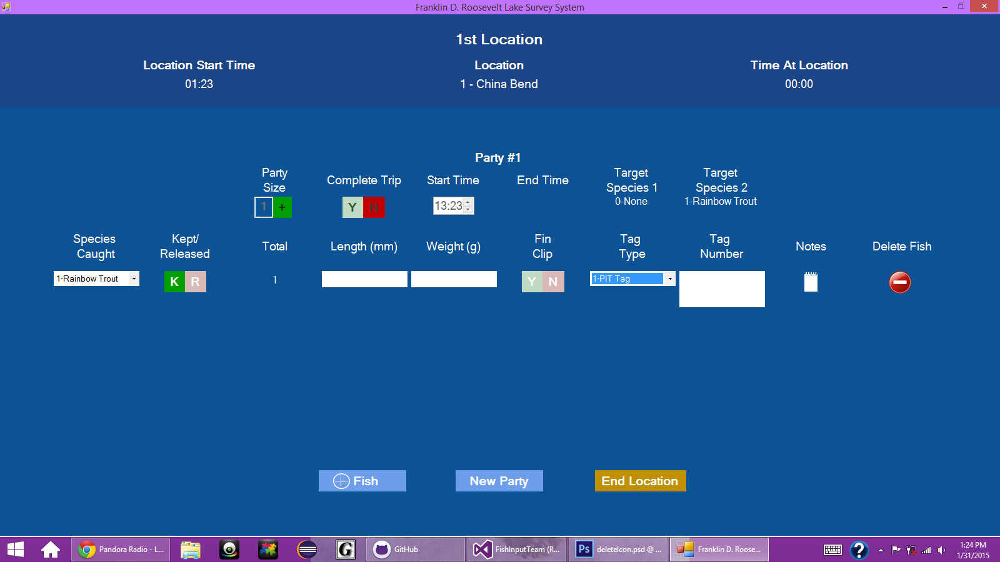 Franklin D. Roosevelt Lake Survey System
1st Location
Location Start Time
Location
Time At Location
01:23
1 - China Bend
00:00
Party #1
Party
Size
Complete Trip
Start Time
End Time
Target
Species 1
Target
Species 2
0-None
1-Rainbow Trout
1
+
Y
N
13:23
Species
Caught
Kept/
Released
Total
Length (mm)
Weight (g)
Fin
Clip
Tag
Type
Tag
Number
Notes
Delete Fish
1-Rainbow Trout
K
R
1
Y
N
1-PIT Tag
Fish
New Party
End Location
Pandora Radio - L...
G
GitHub
FishInputTeam (R...
Ps
deleteIcon.psd @ ...
Franklin D. Roose...
?
1:24 PM
1/31/2015